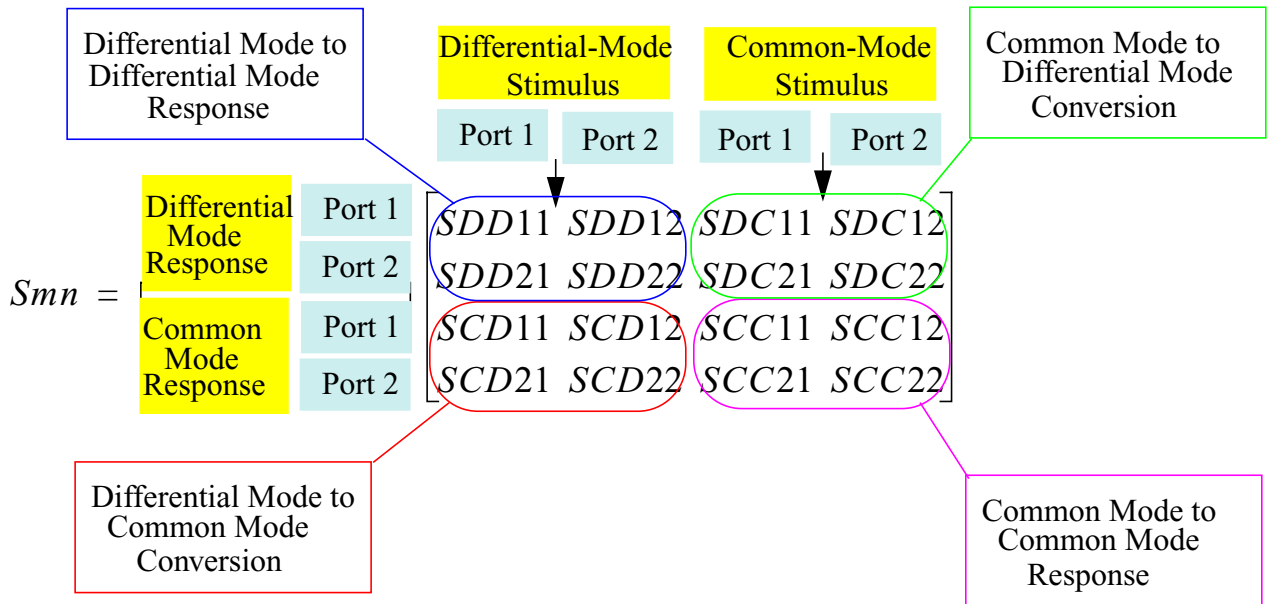 Differential Mode to
Differential Mode
Response
Differential-Mode
Stimulus
Common-Mode
Stimulus
Common Mode to
Differential Mode
Conversion
Port 1
Port 2
Port 1
Port 2
Smn =
Differential
Mode
Response
Port 1
Port 2
Common
Mode
Response
Port 1
Port 2
SDD11 SDD12 SDC11 SDC12
SDD21 SDD22 SDC21 SDC22
SCD11 SCD12 SCC11 SCC12
SCD21 SCD22 SCC21 SCC22
Differential Mode to
Common Mode
Conversion
Common Mode to
Common Mode
Response